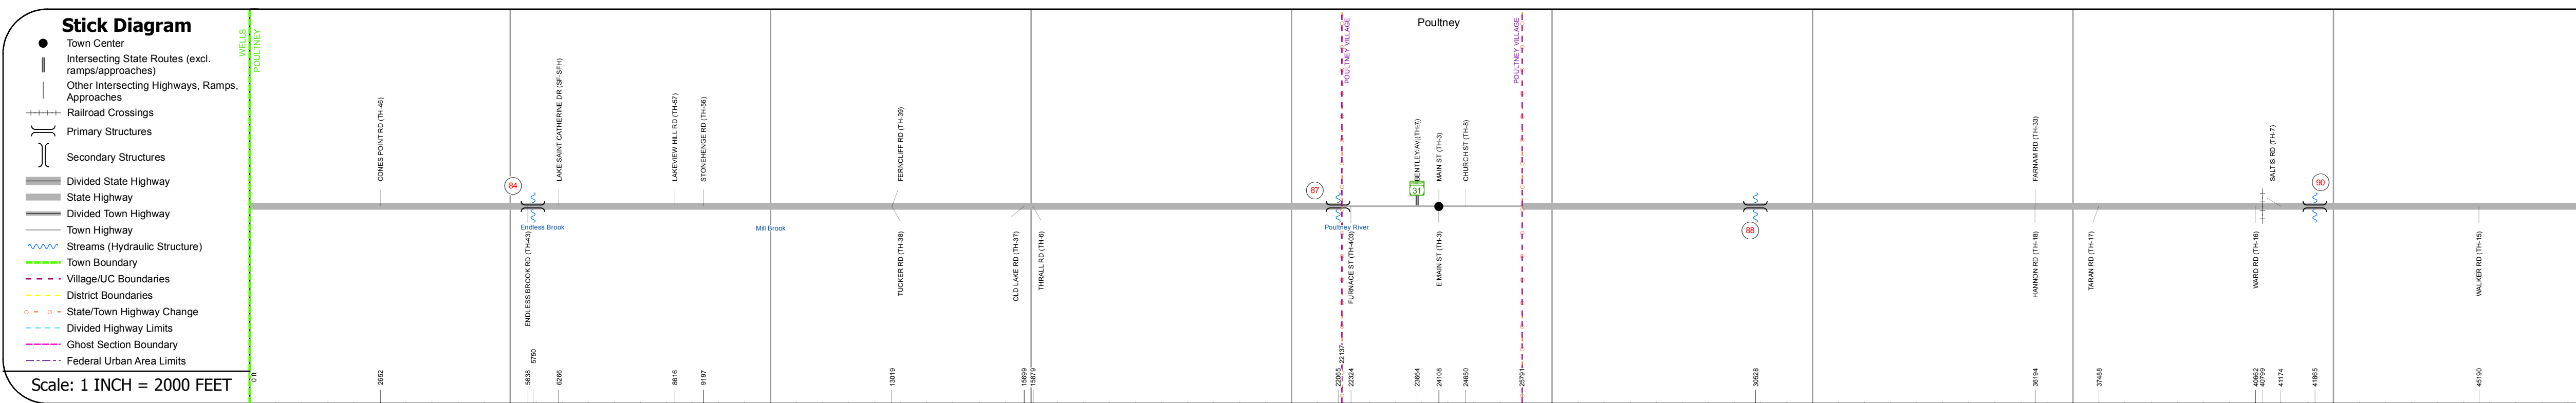 Stick Diagram
Town Center
Intersecting State Routes (excl.
ramps/approaches)
Other Intersecting Highways, Ramps,
Approaches
Railroad Crossings
Primary Structures
Secondary Structures
Divided State Highway
State Highway
Divided Town Highway
Town Highway
Streams (Hydraulic Structure)
Town Boundary
Village/UC Boundaries
District Boundaries
State/Town Highway Change
Divided Highway Limits
Ghost Section Boundary
Federal Urban Area Limits
Scale: 1 INCH = 2000 FEET
WELLS
POULTNEY
Poultney
POULTNEY VILLAGE
POULTNEY VILLAGE
CONES POINT RD (TH-46)
LAKE SAINT CATHERINE DR (SF-SFH)
LAKEVIEW HILL RD (TH-57)
STONEHENGE RD (TH-56)
FERNCLIFF RD (TH-39)
BENTLEY AV (TH-7)
MAIN ST (TH-3)
CHURCH ST (TH-8)
FARNAM RD (TH-33)
SALTIS RD (TH-7)
84
87
31
88
90
Endless Brook
Mill Brook
Poultney River
ENDLESS BROOK RD (TH-43)
TUCKER RD (TH-38)
OLD LAKE RD (TH-37)
THRALL RD (TH-6)
FURNACE ST (TH-403)
E MAIN ST (TH-3)
HANNON RD (TH-18)
TARAN RD (TH-17)
WARD RD (TH-16)
WALKER RD (TH-15)
0 ft
2652
5638
5750
6266
8616
9197
13019
15699
15879
22065
22137
22324
23664
24108
24650
25791
30528
36194
37488
40662
40799
41174
41865
45190